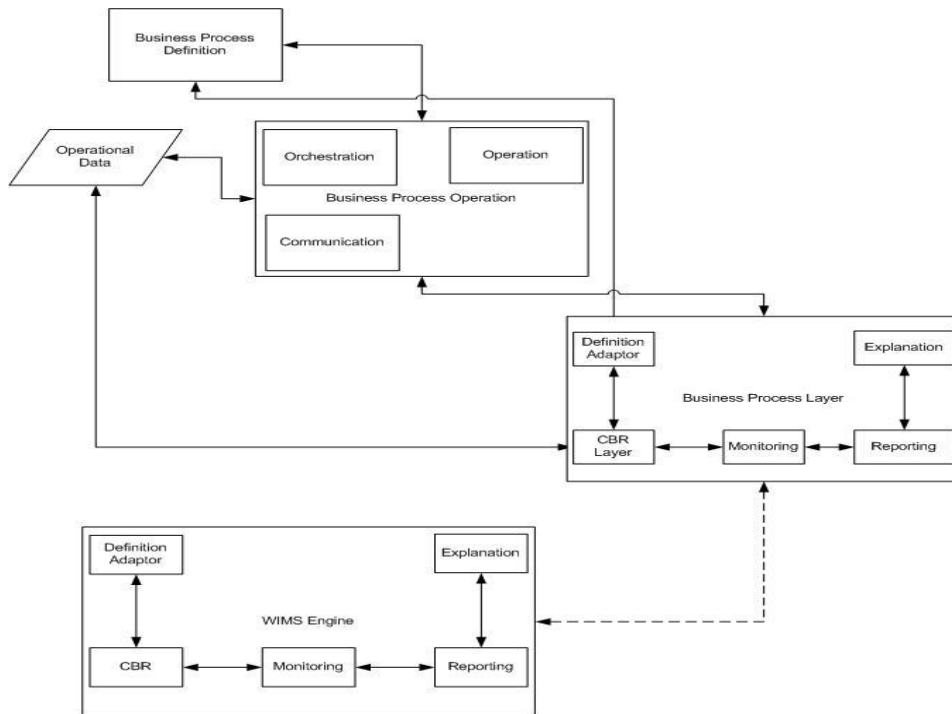 Business Process
Definition
Operational
Data
Orchestration
Operation
Business Process Operation
Communication
Definition
Adaptor
Explanation
Business Process Layer
CBR
Layer
Monitoring
Reporting
Definition
Adaptor
Explanation
WIMS Engine
CBR
Monitoring
Reporting